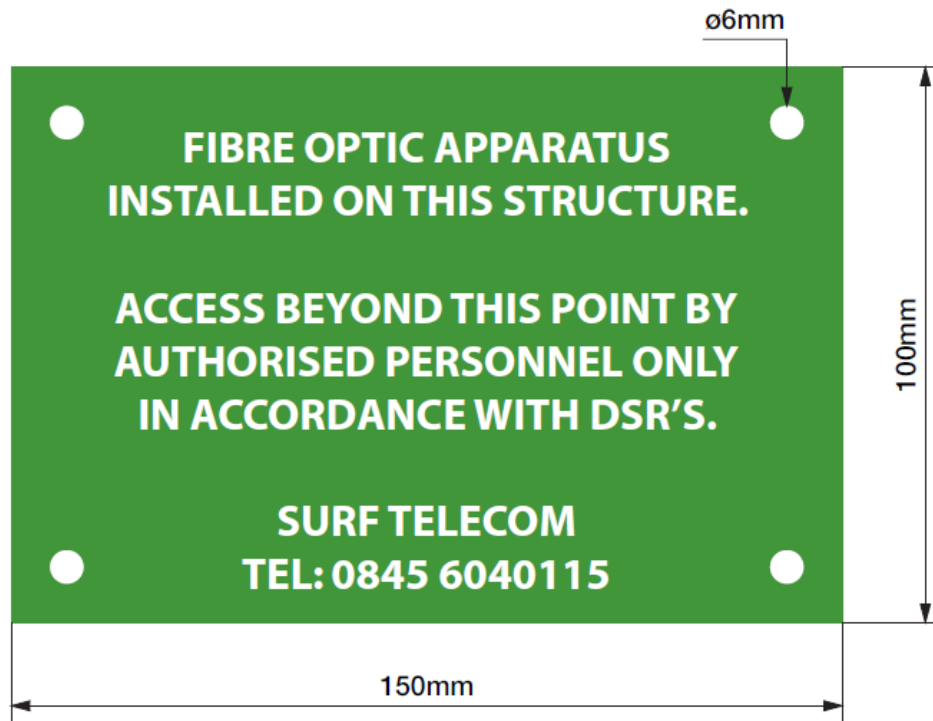 ø6mm
FIBRE OPTIC APPARATUS
INSTALLED ON THIS STRUCTURE.
ACCESS BEYOND THIS POINT BY
AUTHORISED PERSONNEL ONLY
IN ACCORDANCE WITH DSR’S.
SURF TELECOM
TEL: 0845 6040115
100mm
150mm